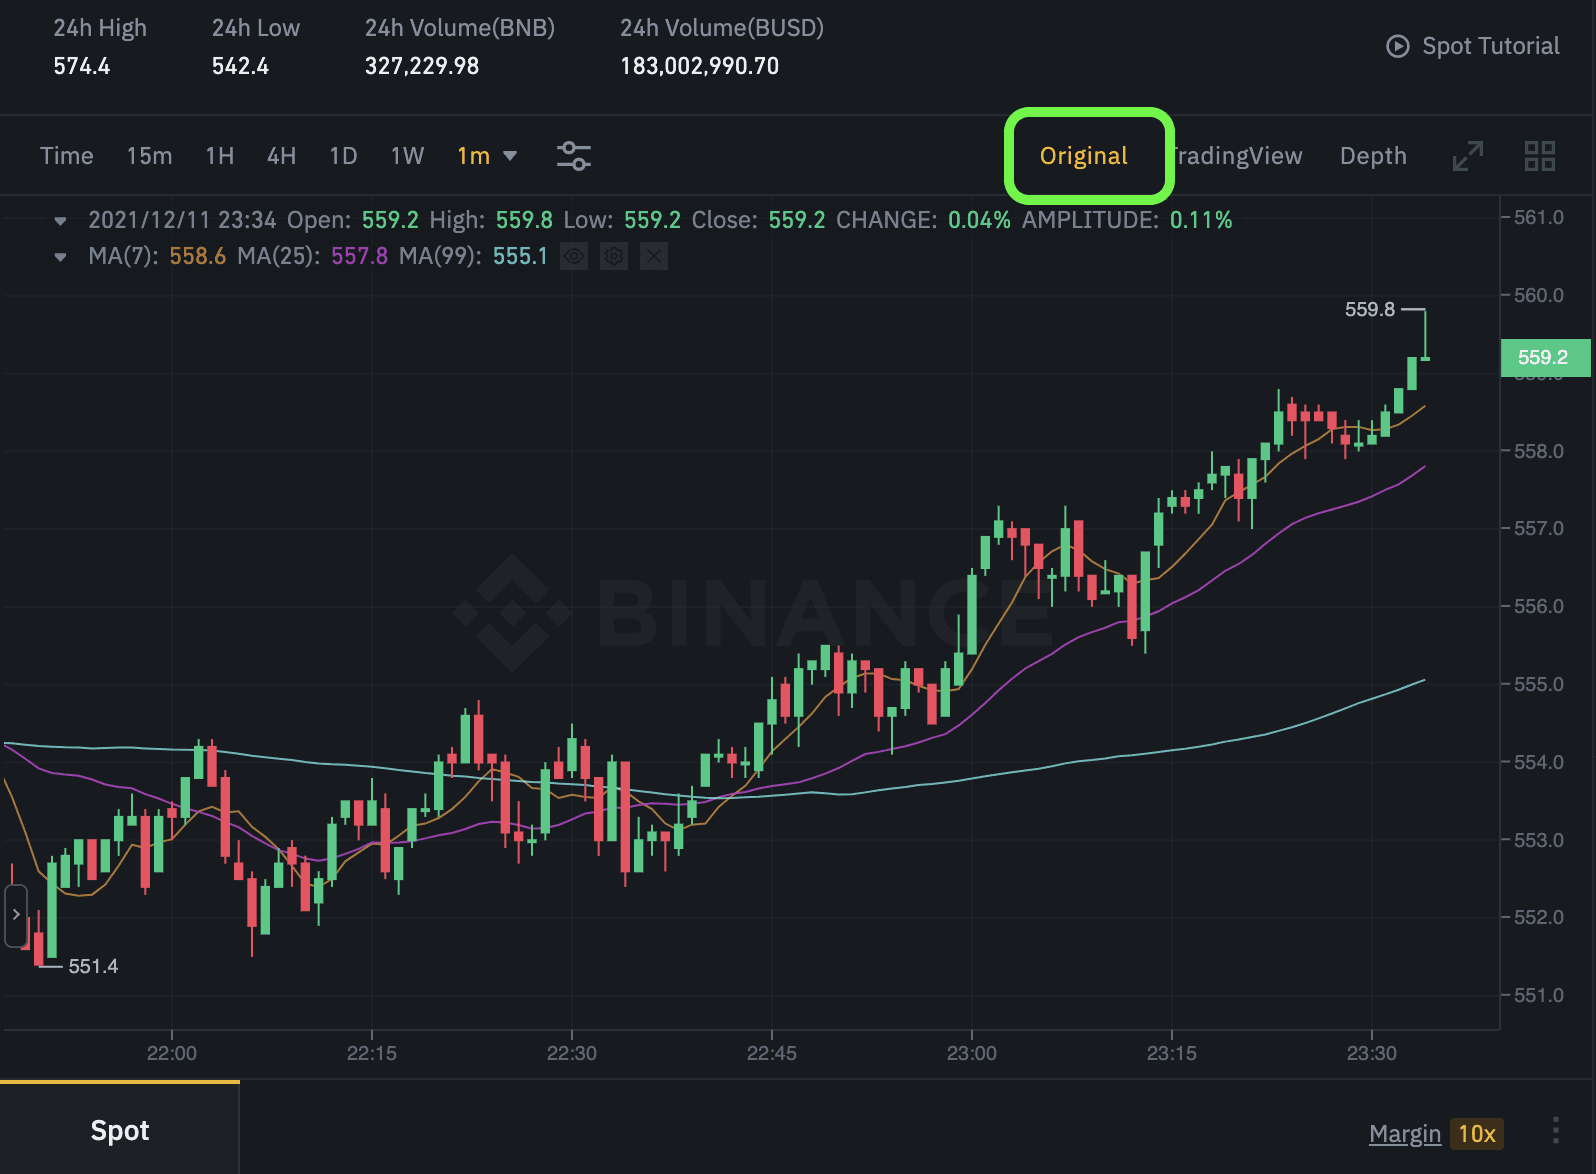 24h High 24h Low 24h Volume(BNB) 24h Volume(BUSD)
574.4 542.4 327,229.98 183,002,990.70
Spot Tutorial
Time 15m 1H 4H 1D 1W 1m Original TradingView Depth
2021/12/11 23:34 Open: 559.2 High: 559.8 Low: 559.2 Close: 559.2 CHANGE: 0.04% AMPLITUDE: 0.11%
MA(7): 558.6 MA(25): 557.8 MA(99): 555.1
561.0
560.0
559.8
559.2
559.0
558.0
557.0
BINANCE
556.0
555.0
554.0
553.0
552.0
551.4
551.0
22:00 22:15 22:30 22:45 23:00 23:15 23:30
Spot
Margin 10x